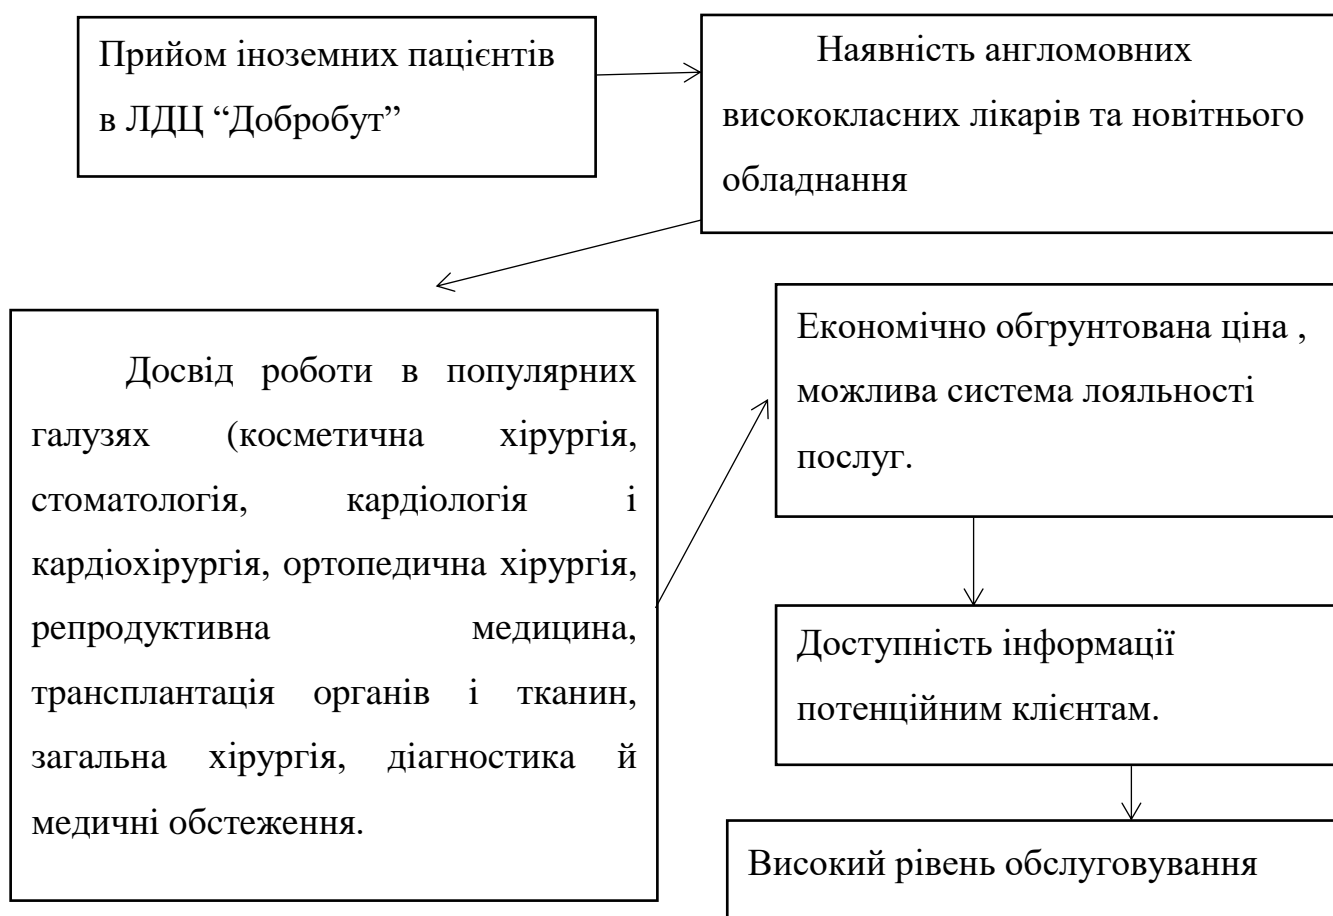 Прийом іноземних пацієнтів
в ЛДЦ “Добробут”
Наявність англомовних
висококласних лікарів та новітнього
обладнання
Досвід роботи в популярних
галузях (косметична хірургія,
стоматологія, кардіологія і
кардіохірургія, ортопедична хірургія,
репродуктивна медицина,
трансплантація органів і тканин,
загальна хірургія, діагностика й
медичні обстеження.
Економічно обгрунтована ціна ,
можлива система лояльності
послуг.
Доступність інформації
потенційним клієнтам.
Високий рівень обслуговування